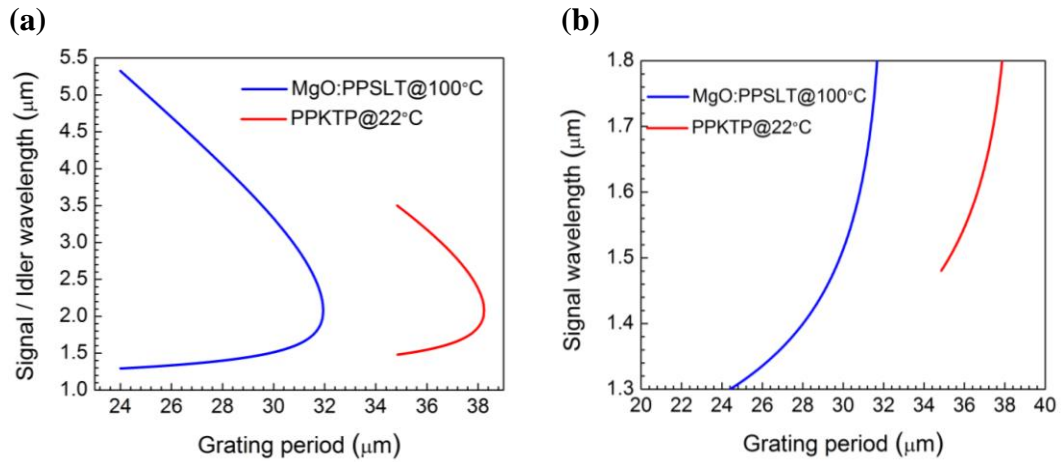 (a)
(b)
5.5
5.0
4.5
4.0
3.5
3.0
2.5
2.0
1.5
1.0
Signal / Idler wavelength (μm)
MgO:PPSLT@100°C
PPKTP@22°C
24 26 28 30 32 34 36 38
Grating period (μm)
1.8
1.7
1.6
1.5
1.4
1.3
Signal wavelength (μm)
MgO:PPSLT@100°C
PPKTP@22°C
20 22 24 26 28 30 32 34 36 38 40
Grating period (μm)